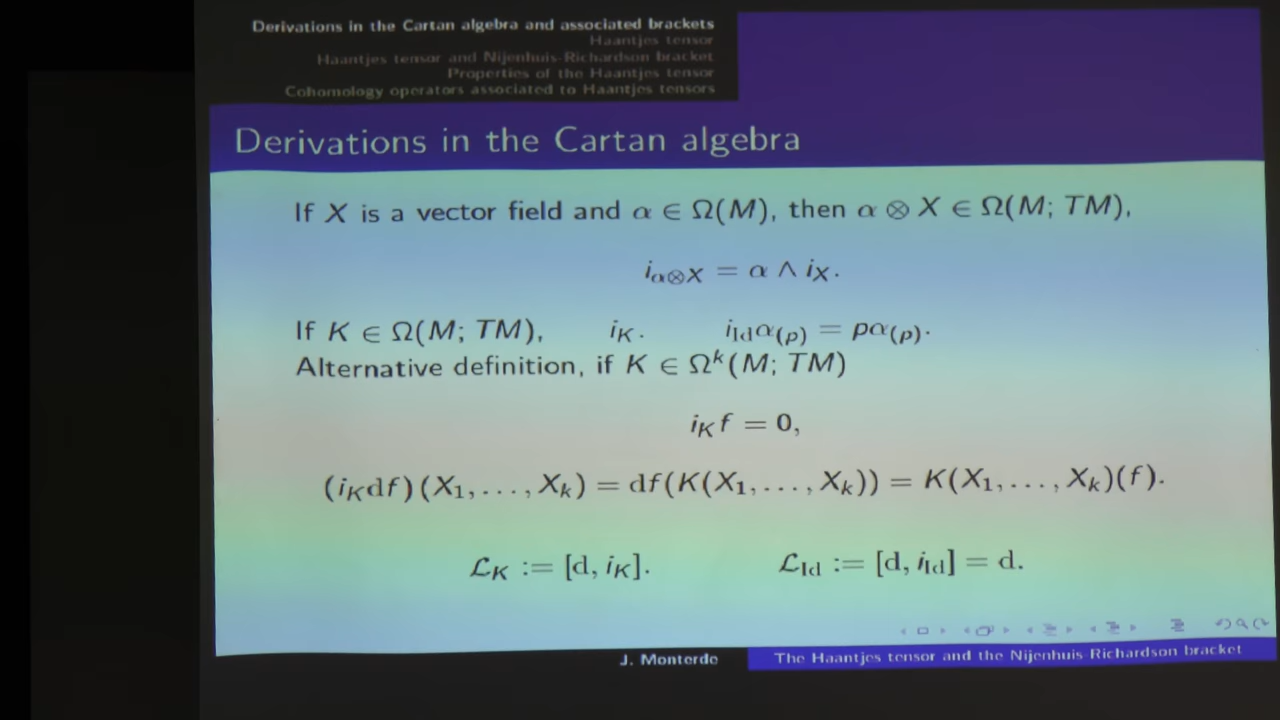 Derivations in the Cartan algebra and associated brackets
Haantjes tensor
Haantjes tensor and Nijenhuis-Richardson bracket
Properties of the Haantjes tensor
Cohomology operators associated to Haantjes tensors
Derivations in the Cartan algebra
If X is a vector field and α ∈ Ω(M), then α ⊗ X ∈ Ω(M; TM),
i_{α⊗X} = α ∧ i_X.
If K ∈ Ω(M; TM), i_K. i_{Id}α_{(p)} = pα_{(p)}.
Alternative definition, if K ∈ Ω^k(M; TM)
i_K f = 0,
(i_K df)(X_1, ..., X_k) = df(K(X_1, ..., X_k)) = K(X_1, ..., X_k)(f).
ℒ_K := [d, i_K]. ℒ_{Id} := [d, i_{Id}] = d.
J. Monterde The Haantjes tensor and the Nijenhuis-Richardson bracket